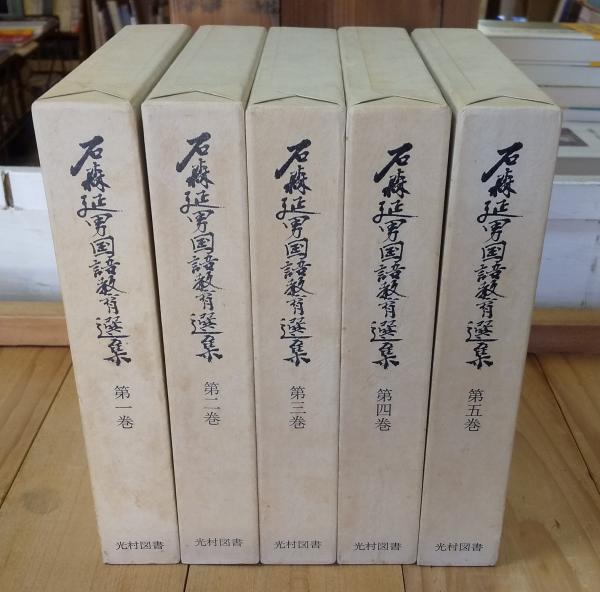 石森延男国語教育選集
第一巻
光村図書
石森延男国語教育選集
第二巻
光村図書
石森延男国語教育選集
第三巻
光村図書
石森延男国語教育選集
第四巻
光村図書
石森延男国語教育選集
第五巻
光村図書